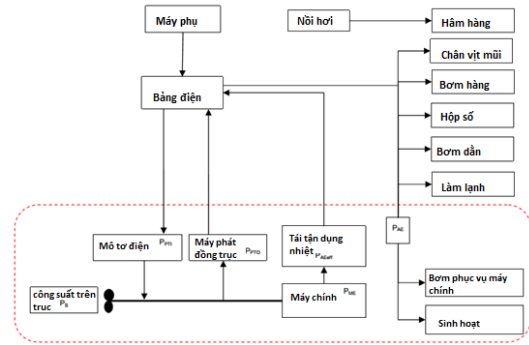 Máy phụ
Nồi hơi
Hâm hàng
Chân vịt mũi
Bơm hàng
Bảng điện
Hộp số
Bơm dằn
Làm lạnh
PAE
Mô tơ điện PPTI
Máy phát
đồng trục PPTO
Tái tận dụng
nhiệt P'AEeff
công suất trên
trục PS
Máy chính PME
Bơm phục vụ máy
chính
Sinh hoạt